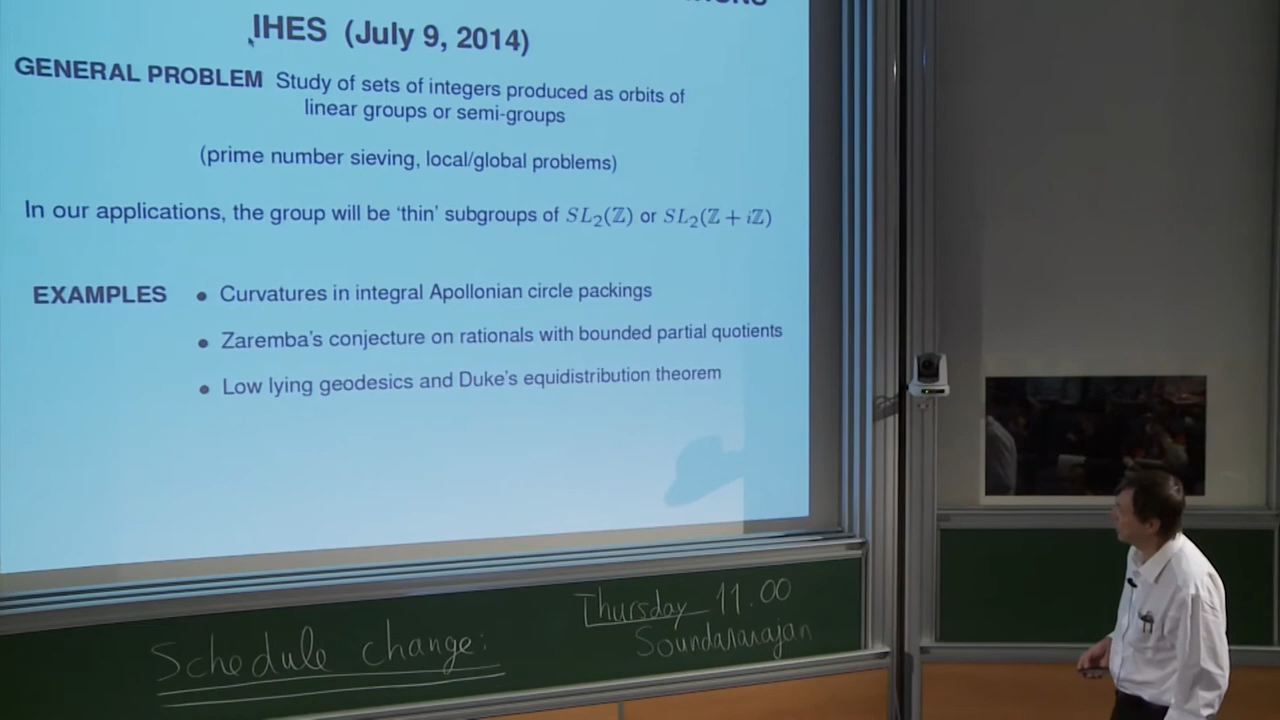 IHES (July 9, 2014)
GENERAL PROBLEM Study of sets of integers produced as orbits of
linear groups or semi-groups
(prime number sieving, local/global problems)
In our applications, the group will be ‘thin’ subgroups of SL₂(ℤ) or SL₂(ℤ + iℤ)
EXAMPLES • Curvatures in integral Apollonian circle packings
• Zaremba’s conjecture on rationals with bounded partial quotients
• Low lying geodesics and Duke’s equidistribution theorem
Schedule change:
Thursday 11.00
Soundararajan